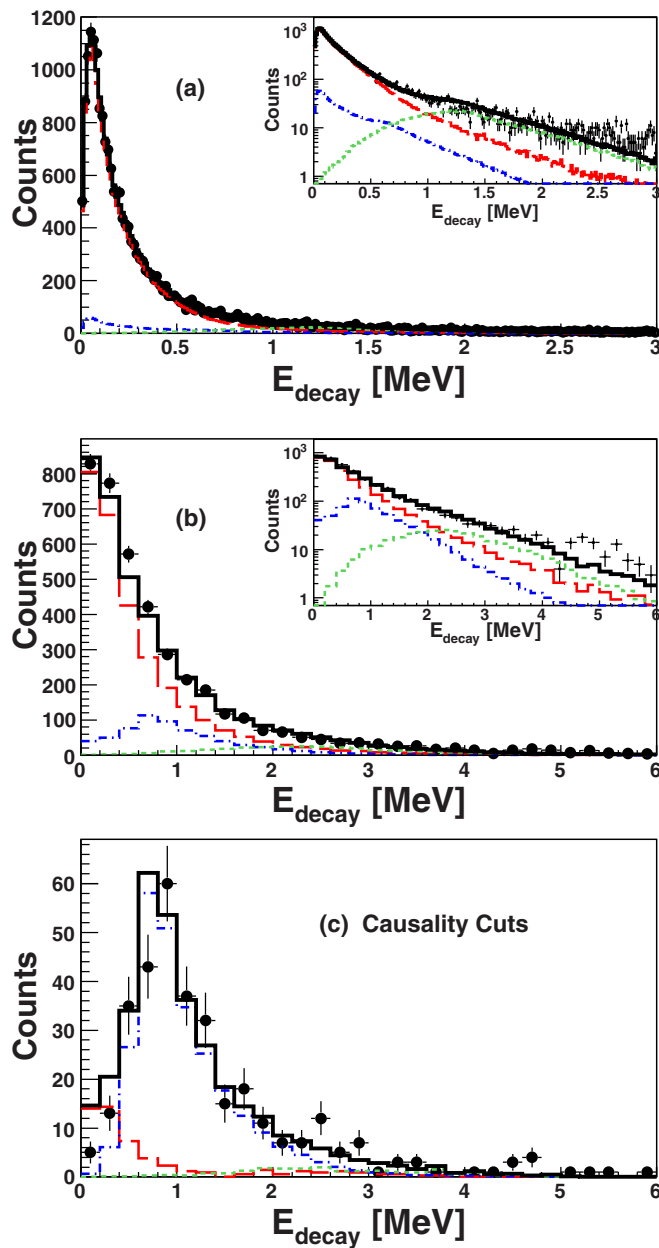 1200
1000
800
600
400
200
0
Counts
(a)
0 0.5 1 1.5 2 2.5 3
E_decay [MeV]
10³
10²
10
1
Counts
0 0.5 1 1.5 2 2.5 3
E_decay [MeV]
800
700
600
500
400
300
200
100
0
Counts
(b)
0 1 2 3 4 5 6
E_decay [MeV]
10³
10²
10
1
Counts
0 1 2 3 4 5 6
E_decay [MeV]
60
50
40
30
20
10
0
Counts
(c) Causality Cuts
0 1 2 3 4 5 6
E_decay [MeV]